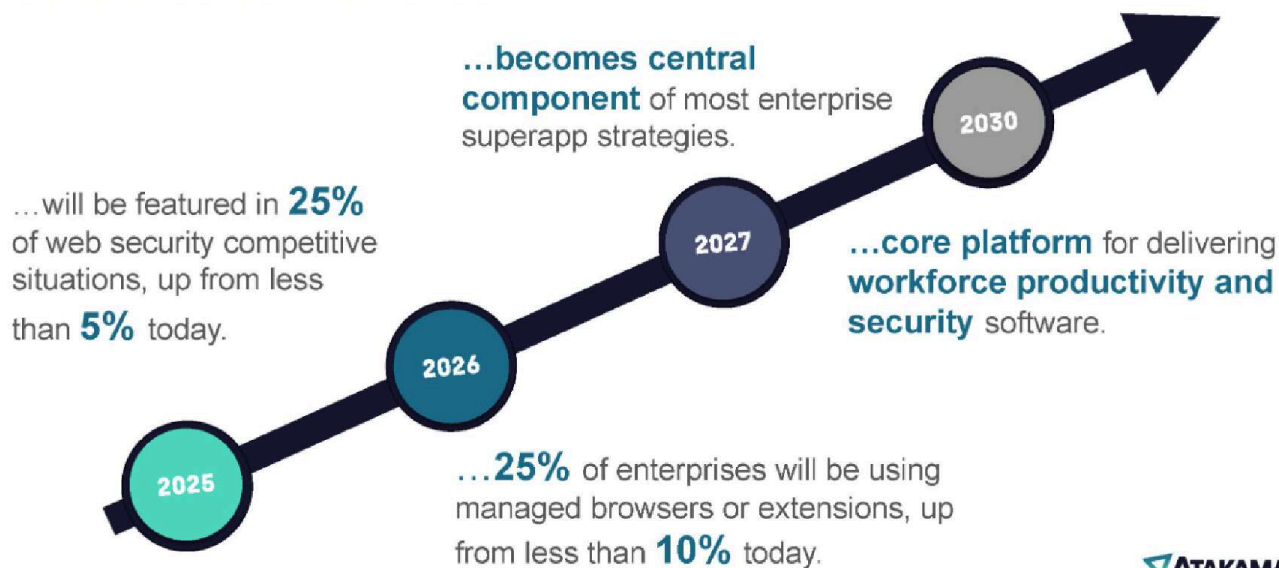 ...becomes central
component of most enterprise
superapp strategies.
2030
...will be featured in 25%
of web security competitive
situations, up from less
than 5% today.
2027
...core platform for delivering
workforce productivity and
security software.
2026
2025
...25% of enterprises will be using
managed browsers or extensions, up
from less than 10% today.
ATAKAMA